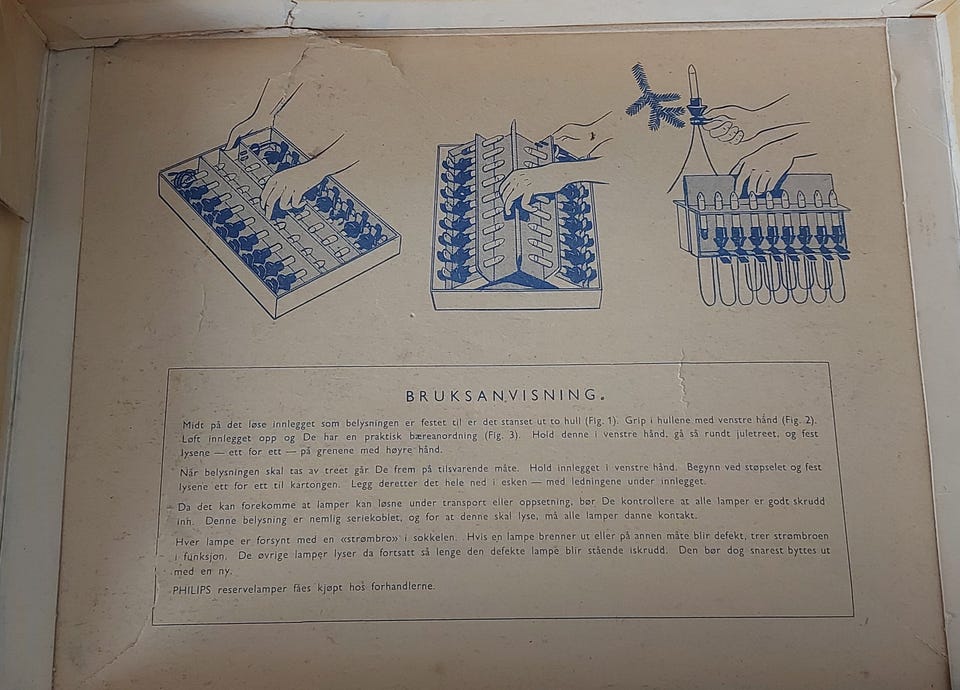 BRUKSANVISNING.
Midt på det løse innlegget som belysningen er festet til er det stanset ut to hull (Fig. 1). Grip i hullene med venstre hånd (Fig. 2).
Løft innlegget opp og De har en praktisk bæreanordning (Fig. 3). Hold denne i venstre hånd, gå så rundt juletreet, og fest
lysene — ett for ett — på grenene med høyre hånd.
Når belysningen skal tas av treet går De frem på tilsvarende måte. Hold innlegget i venstre hånd. Begynn ved støpselet og fest
lysene ett for ett til kartongen. Legg deretter det hele ned i esken — med ledningene under innlegget.
Da det kan forekomme at lamper kan løsne under transport eller oppsetning, bør De kontrollere at alle lamper er godt skrudd
inn. Denne belysning er nemlig seriekoblet, og for at denne skal lyse, må alle lamper danne kontakt.
Hver lampe er forsynt med en «strømbro» i sokkelen. Hvis en lampe brenner ut eller på annen måte blir defekt, trer strømbroen
i funksjon. De øvrige lamper lyser da fortsatt så lenge den defekte lampe blir stående iskrudd. Den bør dog snarest byttes ut
med en ny.
PHILIPS reservelamper fåes kjøpt hos forhandlerne.